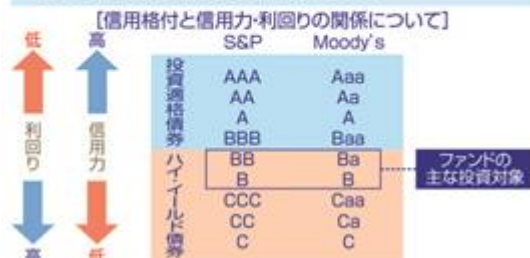 [信用格付と信用力・利回りの関係について]
S&P Moody's
低 高
利回り 信用力
高 低
投資適格債券
AAA Aaa
AA Aa
A A
BBB Baa
ハイ・イールド債券
BB Ba
B B
CCC Caa
CC Ca
C C
ファンドの
主な投資対象